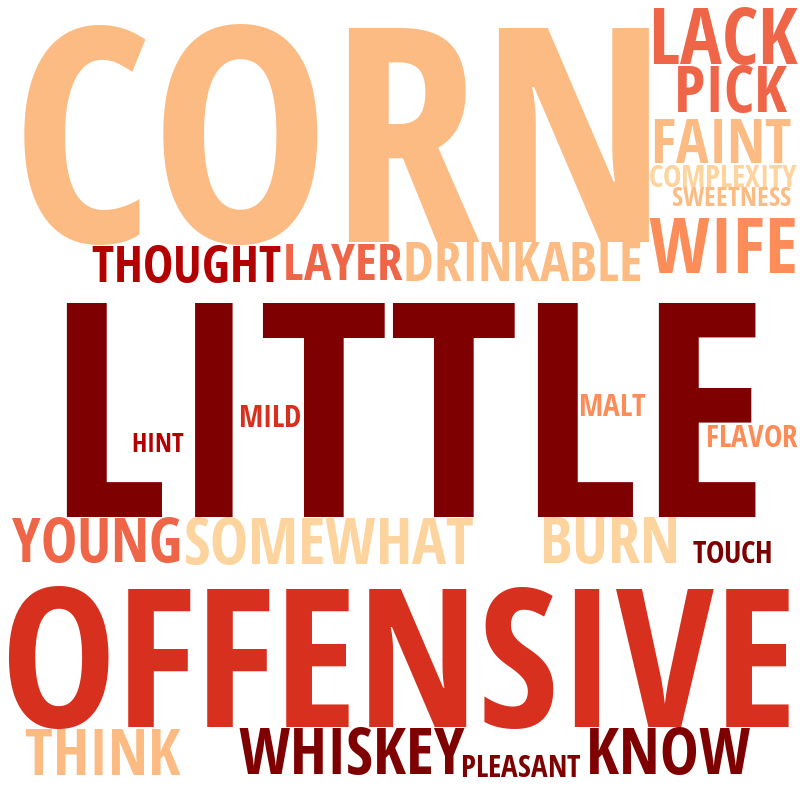 CORN
LACK
PICK
FAINT
COMPLEXITY
SWEETNESS
WIFE
THOUGHT LAYER DRINKABLE
LITTLE
HINT
MILD
MALT
FLAVOR
YOUNG SOMEWHAT BURN TOUCH
OFFENSIVE
THINK WHISKEY PLEASANT KNOW